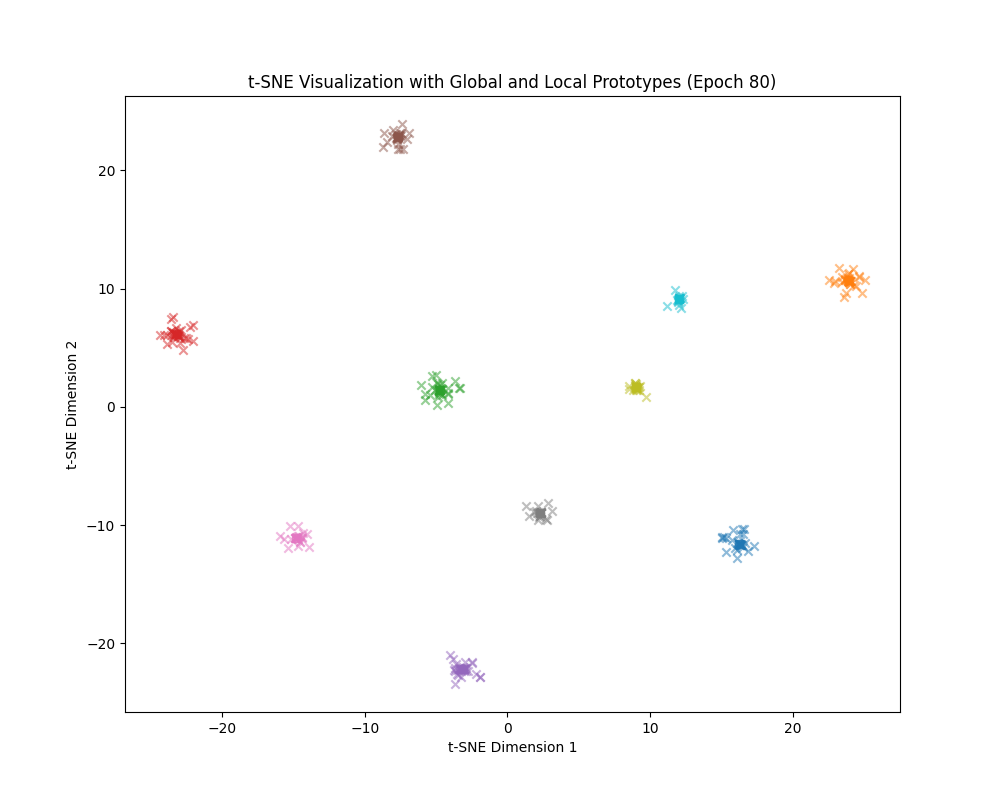 t-SNE Visualization with Global and Local Prototypes (Epoch 80)
20
10
0
−10
−20
t-SNE Dimension 2
−20 −10 0 10 20
t-SNE Dimension 1